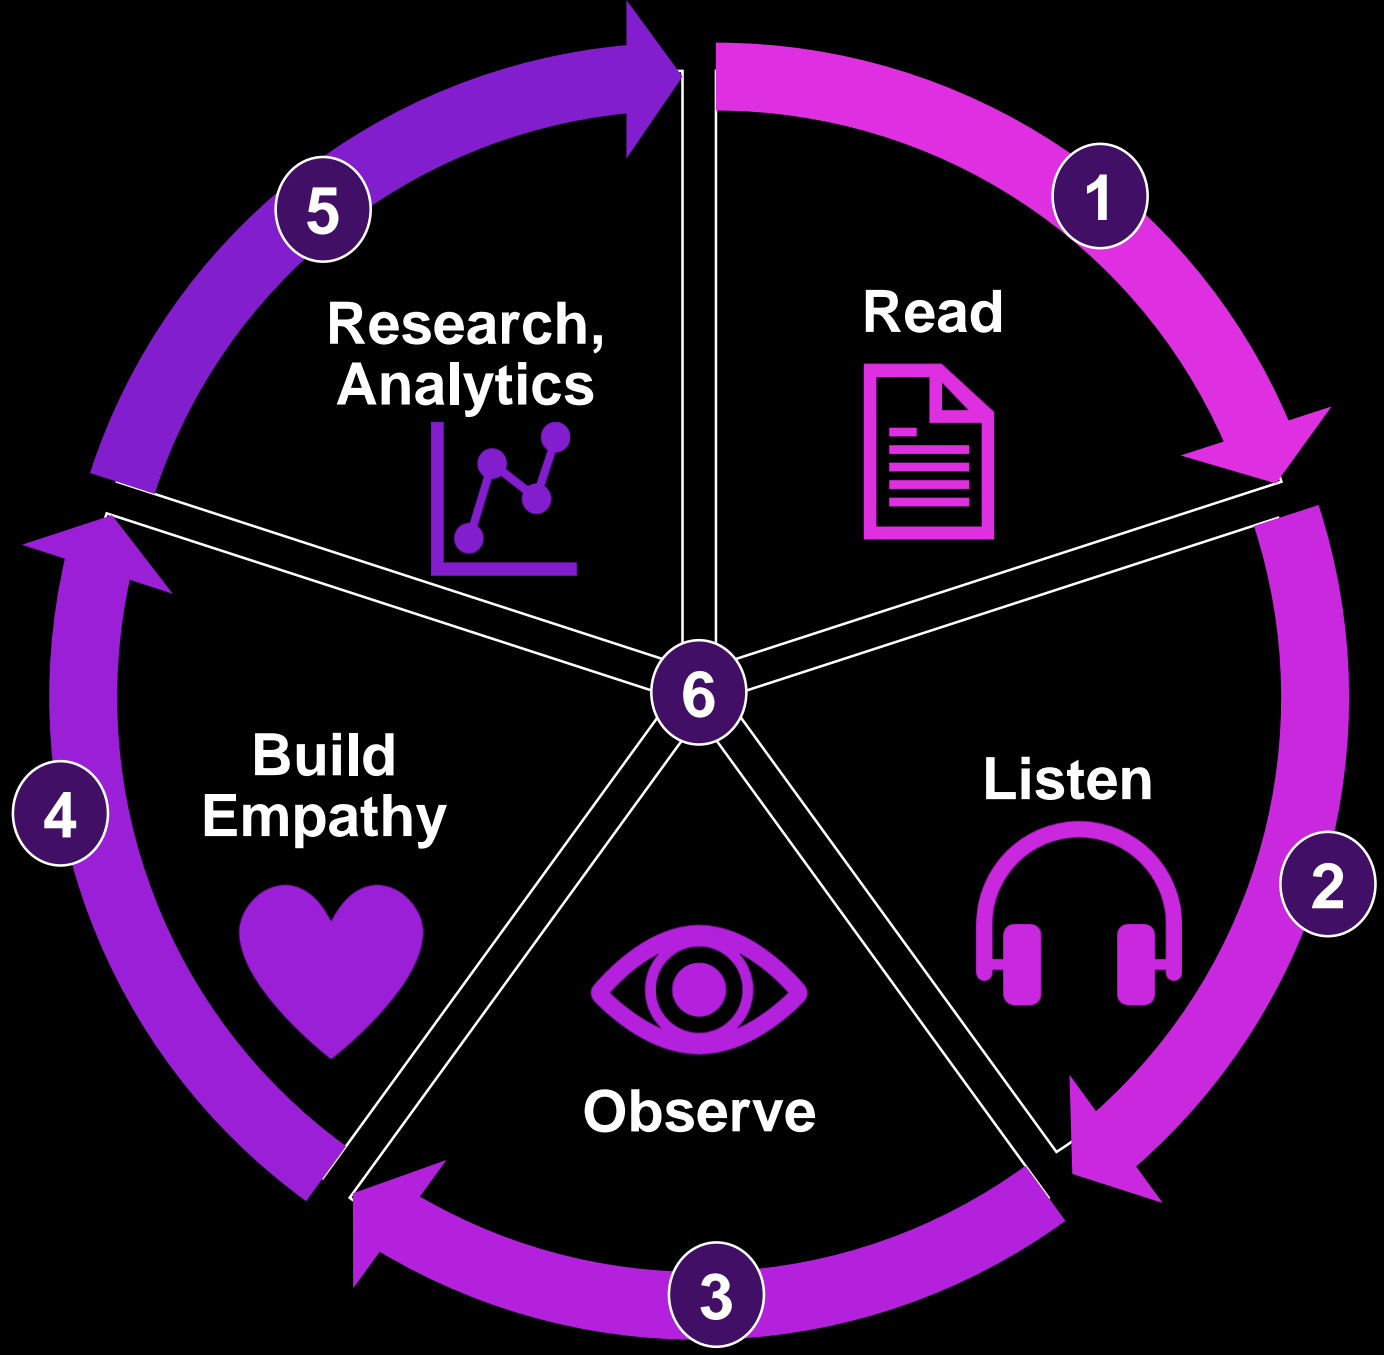 1
Read
2
Listen
3
Observe
4
Build
Empathy
5
Research,
Analytics
6